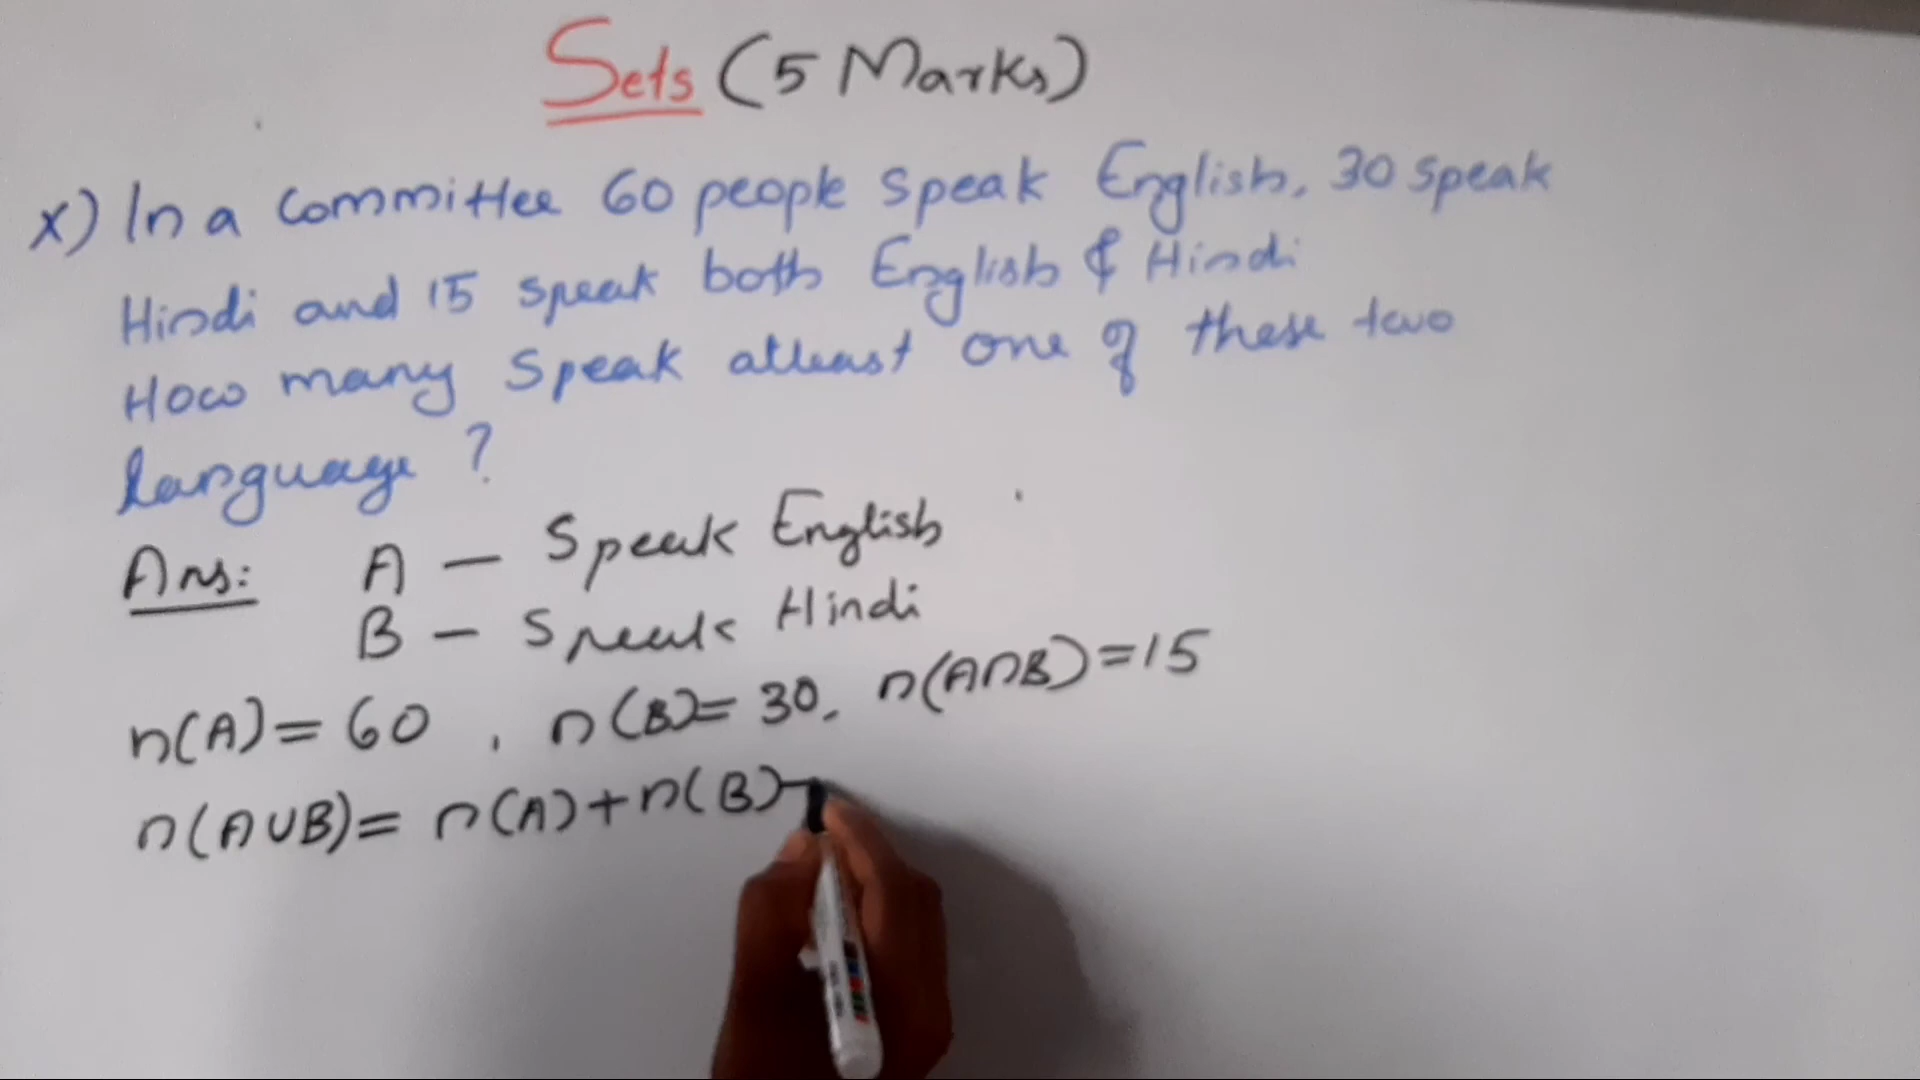 Sets (5 Marks)
x) In a committee 60 people speak English, 30 speak
Hindi and 15 speak both English & Hindi
How many speak atleast one of these two
language?
Ans: A — Speak English
B — Speak Hindi
n(A) = 60, n(B) = 30, n(A∩B) = 15
n(A∪B) = n(A) + n(B) -